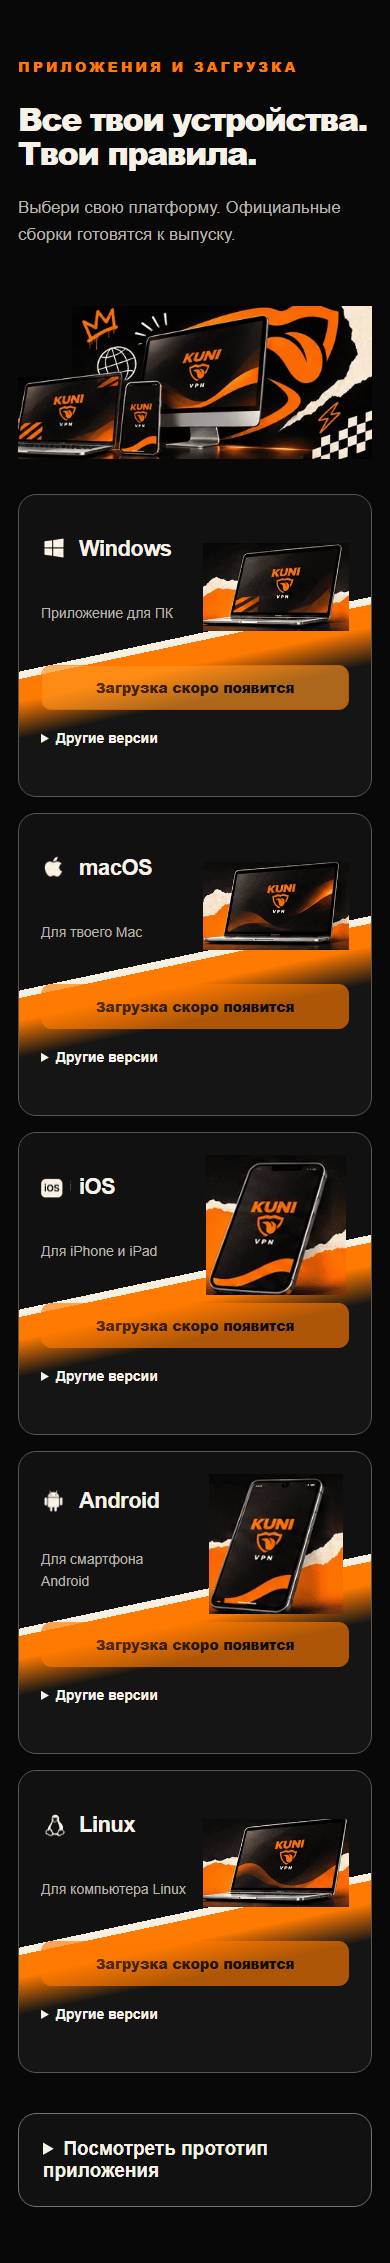 ПРИЛОЖЕНИЯ И ЗАГРУЗКА
Все твои устройства.
Твои правила.
Выбери свою платформу. Официальные
сборки готовятся к выпуску.
KUNI
VPN
KUNI
VPN
KUNI
VPN
Windows
KUNI
VPN
Приложение для ПК
Загрузка скоро появится
Другие версии
macOS
KUNI
VPN
Для твоего Mac
Загрузка скоро появится
Другие версии
iOS
iOS
KUNI
VPN
Для iPhone и iPad
Загрузка скоро появится
Другие версии
Android
KUNI
VPN
Для смартфона
Android
Загрузка скоро появится
Другие версии
Linux
KUNI
VPN
Для компьютера Linux
Загрузка скоро появится
Другие версии
Посмотреть прототип
приложения